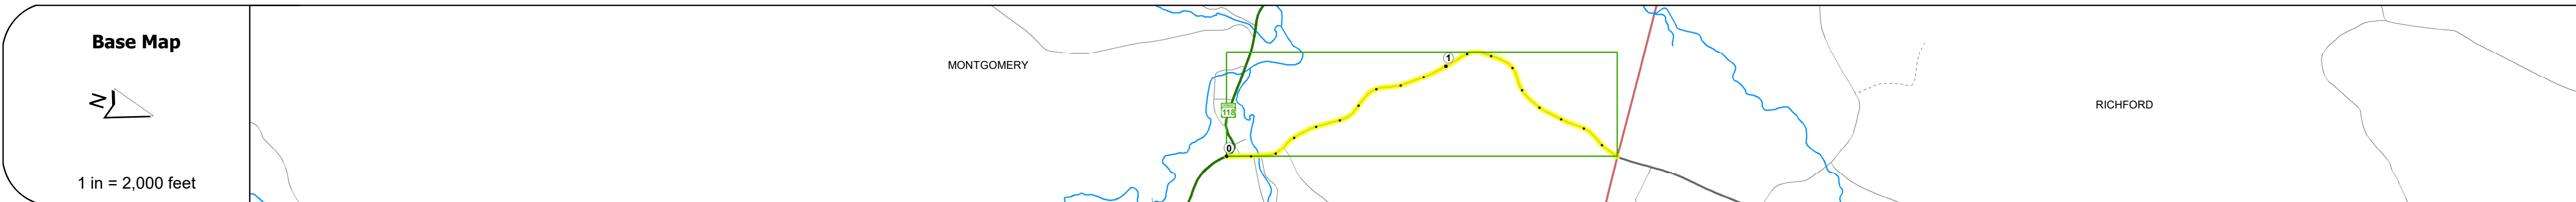 Base Map
N
1 in = 2,000 feet
MONTGOMERY
118
0
1
RICHFORD